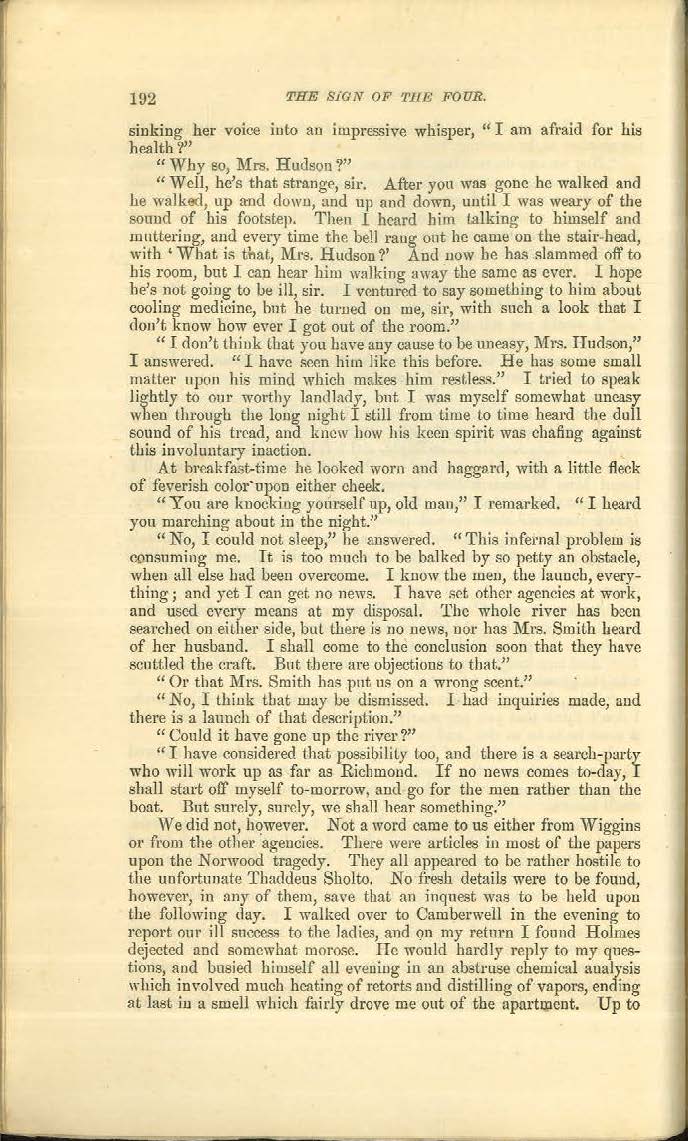 192 THE SIGN OF THE FOUR.
sinking her voice into an impressive whisper, “I am afraid for his
health?”
“Why so, Mrs. Hudson?”
“Well, he’s that strange, sir. After you was gone he walked and
he walked, up and down, and up and down, until I was weary of the
sound of his footstep. Then I heard him talking to himself and
muttering, and every time the bell rang out he came on the stair-head,
with ‘What is that, Mrs. Hudson?’ And now he has slammed off to
his room, but I can hear him walking away the same as ever. I hope
he’s not going to be ill, sir. I ventured to say something to him about
cooling medicine, but he turned on me, sir, with such a look that I
don’t know how ever I got out of the room.”
“I don’t think that you have any cause to be uneasy, Mrs. Hudson,”
I answered. “I have seen him like this before. He has some small
matter upon his mind which makes him restless.” I tried to speak
lightly to our worthy landlady, but I was myself somewhat uneasy
when through the long night I still from time to time heard the dull
sound of his tread, and knew how his keen spirit was chafing against
this involuntary inaction.
At breakfast-time he looked worn and haggard, with a little fleck
of feverish color upon either cheek.
“You are knocking yourself up, old man,” I remarked. “I heard
you marching about in the night.”
“No, I could not sleep,” he answered. “This infernal problem is
consuming me. It is too much to be balked by so petty an obstacle,
when all else had been overcome. I know the men, the launch, every-
thing; and yet I can get no news. I have set other agencies at work,
and used every means at my disposal. The whole river has been
searched on either side, but there is no news, nor has Mrs. Smith heard
of her husband. I shall come to the conclusion soon that they have
scuttled the craft. But there are objections to that.”
“Or that Mrs. Smith has put us on a wrong scent.”
“No, I think that may be dismissed. I had inquiries made, and
there is a launch of that description.”
“Could it have gone up the river?”
“I have considered that possibility too, and there is a search-party
who will work up as far as Richmond. If no news comes to-day, I
shall start off myself to-morrow, and go for the men rather than the
boat. But surely, surely, we shall hear something.”
We did not, however. Not a word came to us either from Wiggins
or from the other agencies. There were articles in most of the papers
upon the Norwood tragedy. They all appeared to be rather hostile to
the unfortunate Thaddeus Sholto. No fresh details were to be found,
however, in any of them, save that an inquest was to be held upon
the following day. I walked over to Camberwell in the evening to
report our ill success to the ladies, and on my return I found Holmes
dejected and somewhat morose. He would hardly reply to my ques-
tions, and busied himself all evening in an abstruse chemical analysis
which involved much heating of retorts and distilling of vapors, ending
at last in a smell which fairly drove me out of the apartment. Up to